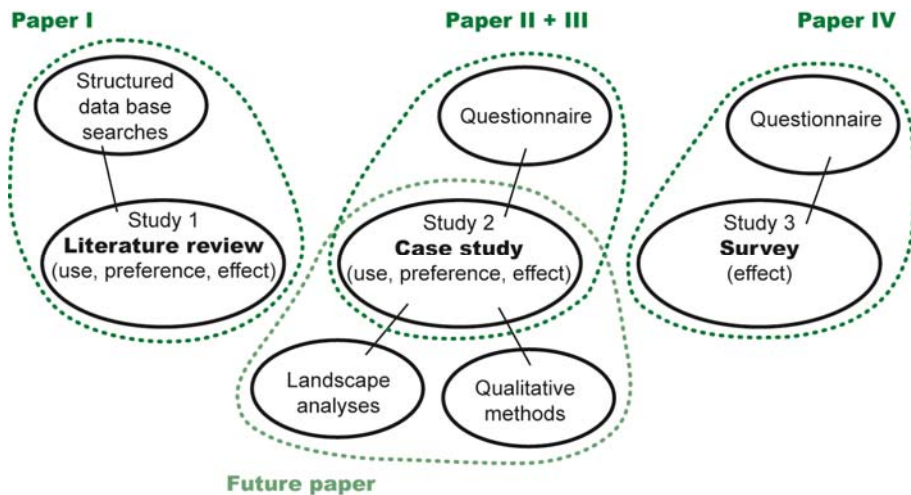 Paper I
Structured
data base
searches
Study 1
Literature review
(use, preference, effect)
Paper II + III
Questionnaire
Study 2
Case study
(use, preference, effect)
Landscape
analyses
Qualitative
methods
Future paper
Paper IV
Questionnaire
Study 3
Survey
(effect)